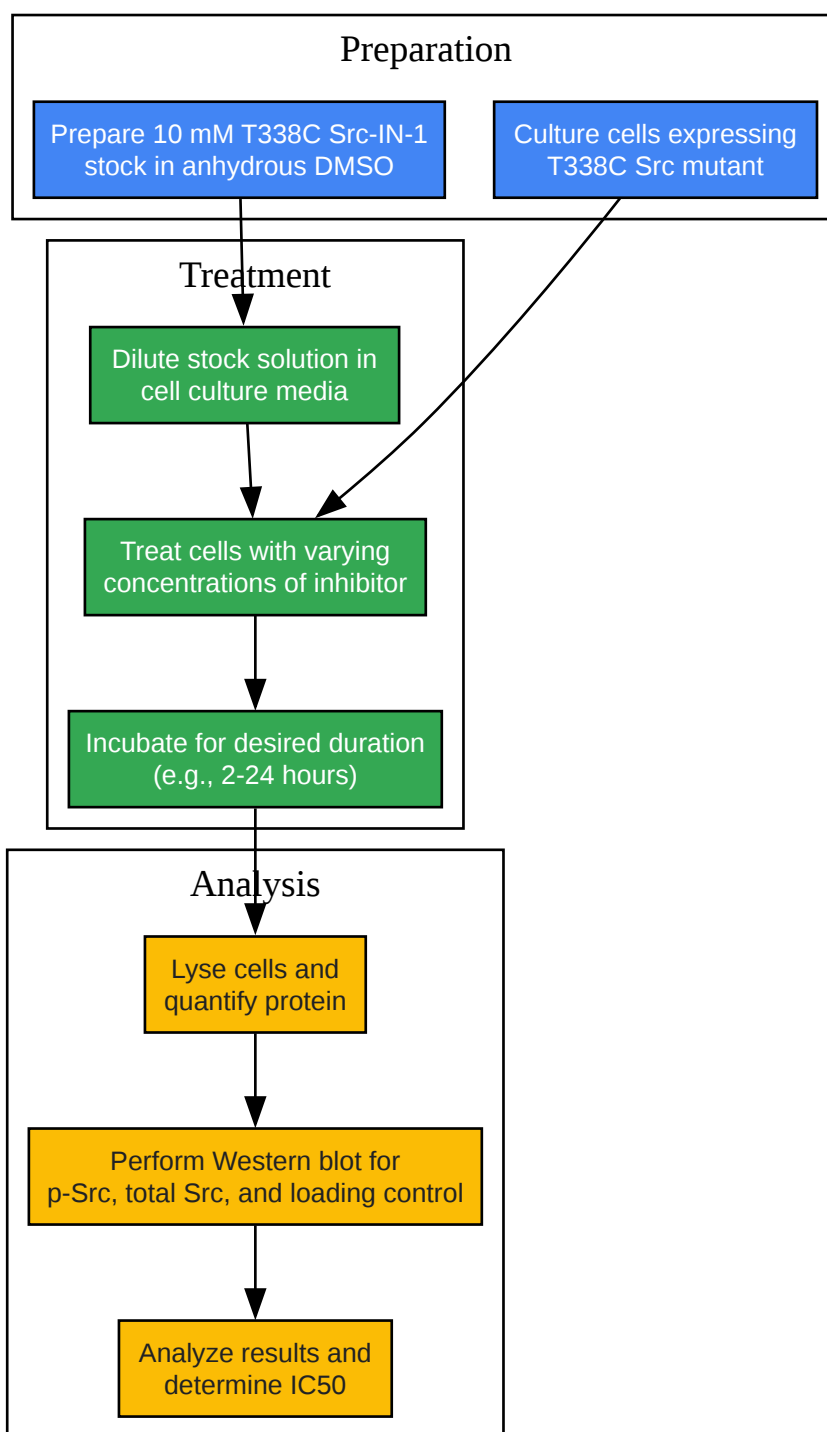 Preparation
Prepare 10 mM T338C Src-IN-1
stock in anhydrous DMSO
Culture cells expressing
T338C Src mutant
Treatment
Dilute stock solution in
cell culture media
Treat cells with varying
concentrations of inhibitor
Incubate for desired duration
(e.g., 2-24 hours)
Analysis
Lyse cells and
quantify protein
Perform Western blot for
p-Src, total Src, and loading control
Analyze results and
determine IC50